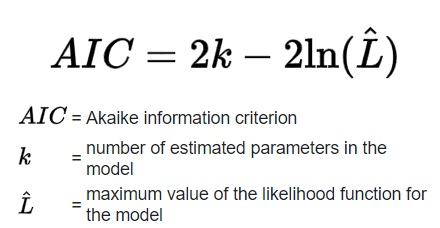 AIC = 2k − 2ln(L̂)
AIC = Akaike information criterion
k = number of estimated parameters in the
model
L̂ = maximum value of the likelihood function for
the model